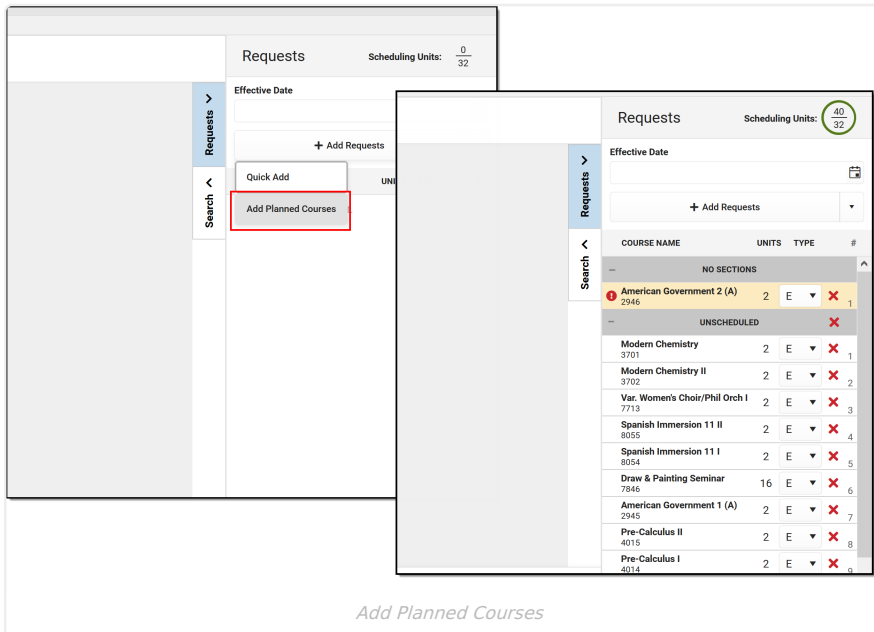 Requests Scheduling Units: 0
32
Effective Date
Requests
+ Add Requests
Quick Add
Add Planned Courses
Search
Requests Scheduling Units: 40
32
Effective Date
Requests
+ Add Requests
Search
COURSE NAME UNITS TYPE #
NO SECTIONS
American Government 2 (A) 2 E 1
2946
UNSCHEDULED
Modern Chemistry 2 E 1
3701
Modern Chemistry II 2 E 2
3702
Var. Women's Choir/Phil Orch I 2 E 3
7713
Spanish Immersion 11 II 2 E 4
8055
Spanish Immersion 11 I 2 E 5
8054
Draw & Painting Seminar 16 E 6
7846
American Government 1 (A) 2 E 7
2945
Pre-Calculus II 2 E 8
4015
Pre-Calculus I 2 E 9
4014
Add Planned Courses